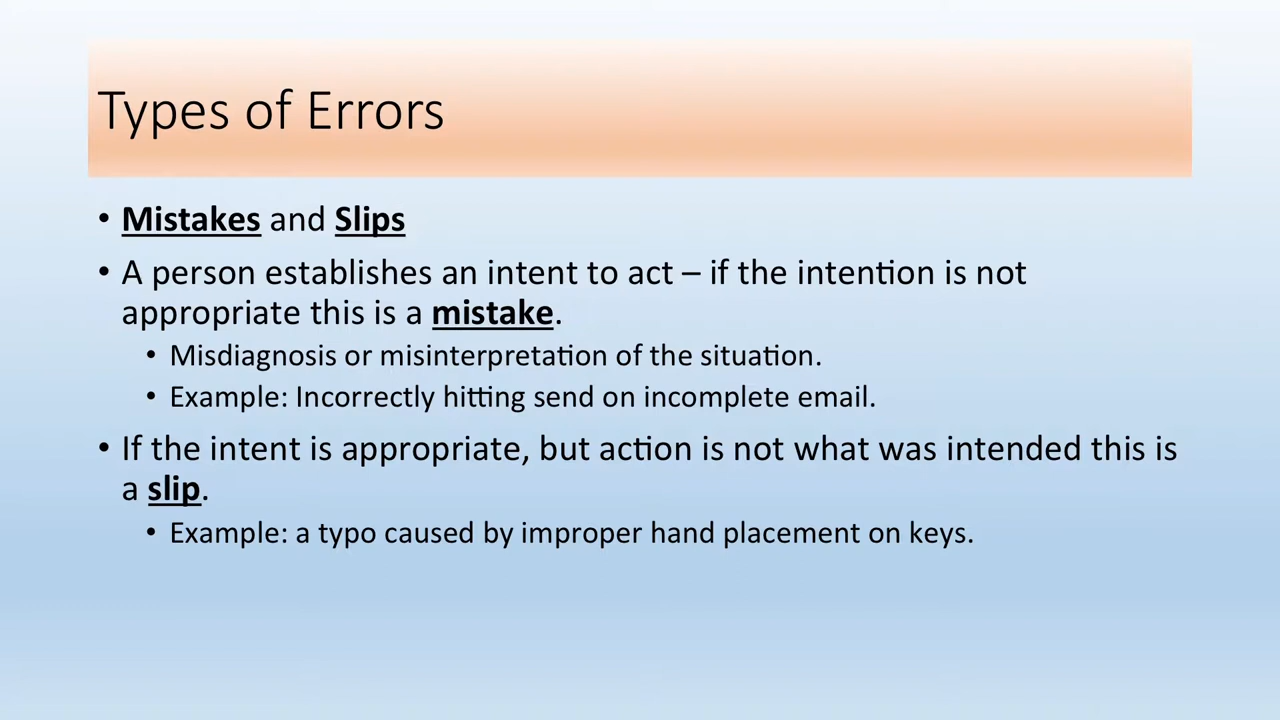 Types of Errors
• Mistakes and Slips
• A person establishes an intent to act – if the intention is not
appropriate this is a mistake.
• Misdiagnosis or misinterpretation of the situation.
• Example: Incorrectly hitting send on incomplete email.
• If the intent is appropriate, but action is not what was intended this is
a slip.
• Example: a typo caused by improper hand placement on keys.